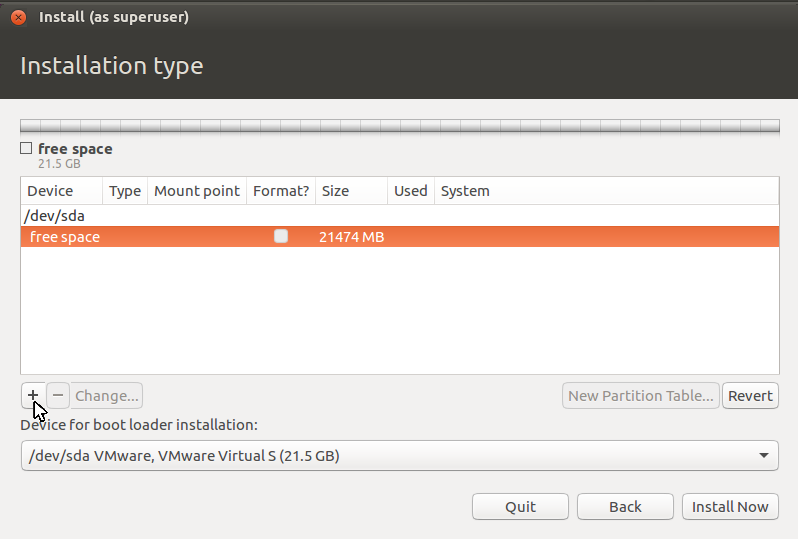 Install (as superuser)
Installation type
free space
21.5 GB
Device Type Mount point Format? Size Used System
/dev/sda
free space 21474 MB
+ − Change... New Partition Table... Revert
Device for boot loader installation:
/dev/sda VMware, VMware Virtual S (21.5 GB)
Quit Back Install Now